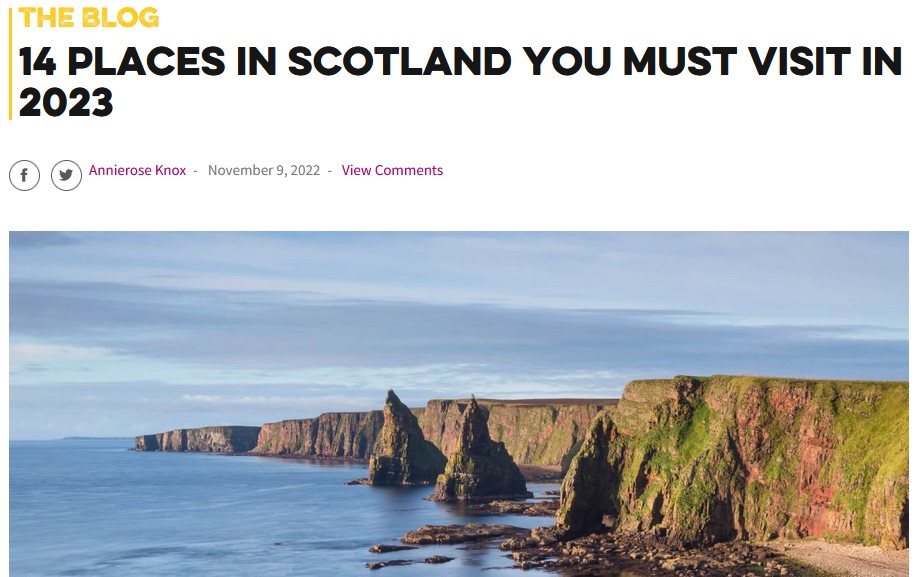 THE BLOG
14 PLACES IN SCOTLAND YOU MUST VISIT IN
2023
Annierose Knox - November 9, 2022 - View Comments